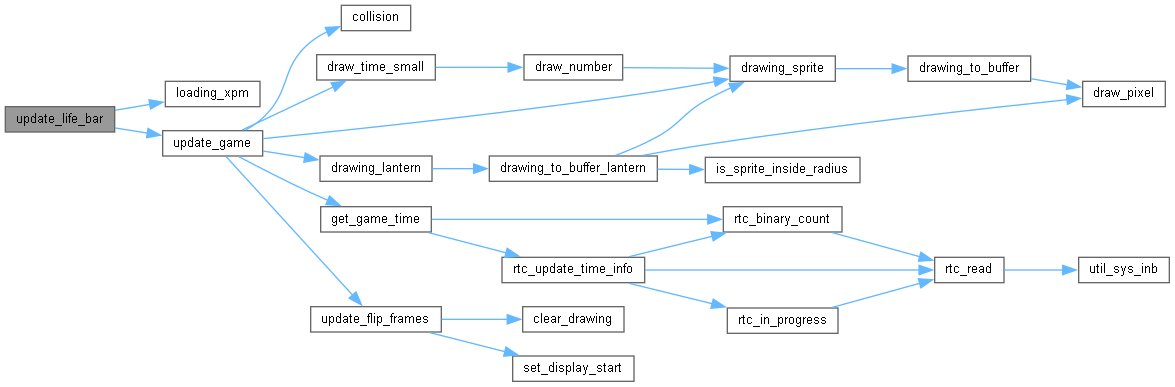 update_life_bar
loading_xpm
update_game
collision
draw_time_small
drawing_lantern
get_game_time
update_flip_frames
draw_number
drawing_to_buffer_lantern
rtc_update_time_info
clear_drawing
set_display_start
drawing_sprite
is_sprite_inside_radius
rtc_binary_count
rtc_in_progress
drawing_to_buffer
rtc_read
draw_pixel
util_sys_inb